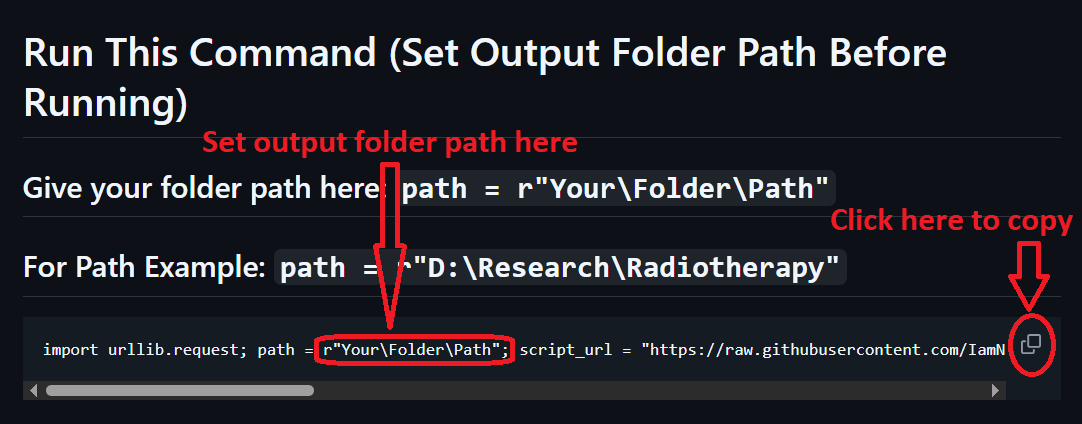 Run This Command (Set Output Folder Path Before
Running)
Set output folder path here
Give your folder path here: path = r"Your\Folder\Path"
Click here to copy
For Path Example: path = r"D:\Research\Radiotherapy"
import urllib.request; path = r"Your\Folder\Path"; script_url = "https://raw.githubusercontent.com/IamN